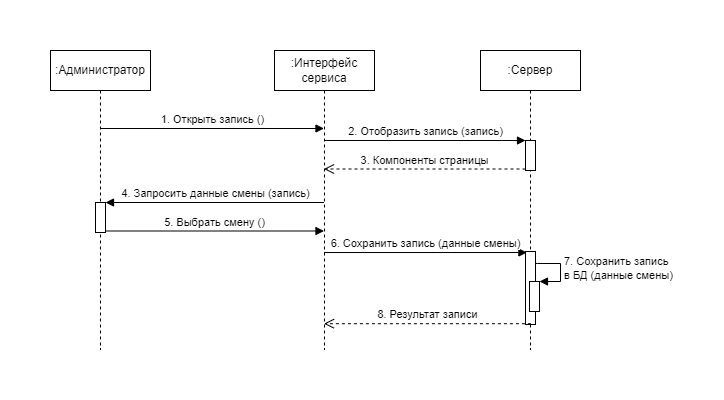 :Администратор
:Интерфейс
сервиса
:Сервер
1. Открыть запись ()
2. Отобразить запись (запись)
3. Компоненты страницы
4. Запросить данные смены (запись)
5. Выбрать смену ()
6. Сохранить запись (данные смены)
7. Сохранить запись
в БД (данные смены)
8. Результат записи